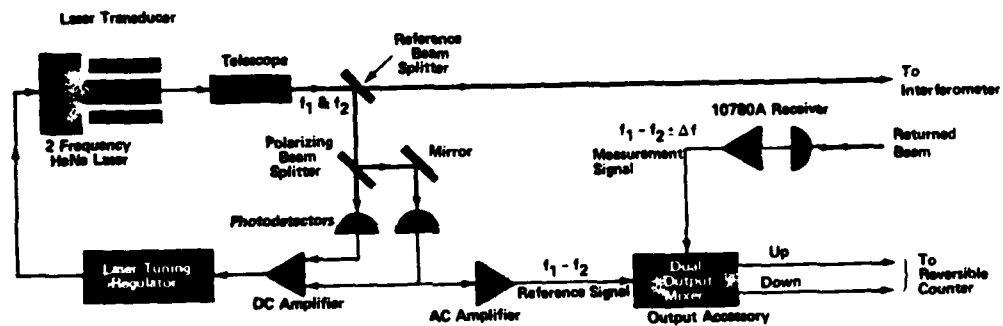 Laser Transducer
2 Frequency
HeNe Laser
Telescope
f₁ & f₂
Reference
Beam
Splitter
To
Interferometer
10780A Receiver
Returned
Beam
f₁ - f₂ ± Δf
Measurement
Signal
Polarizing
Beam
Splitter
Mirror
Photodetectors
Laser Tuning
Regulator
DC Amplifier
AC Amplifier
f₁ - f₂
Reference Signal
Dual
Output
Mixer
Output Accessory
Up
Down
To
Reversible
Counter